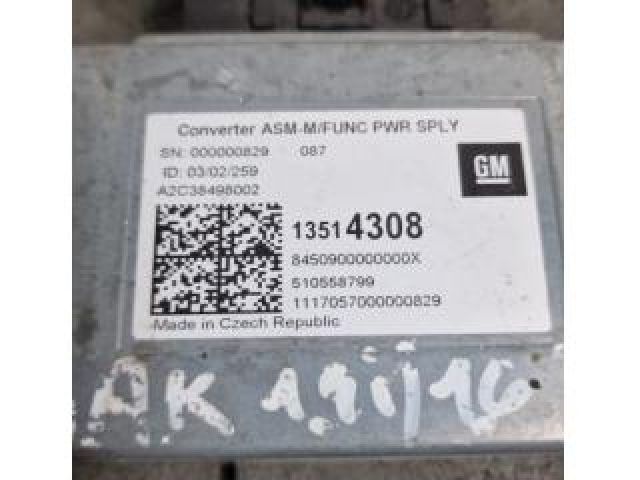 Converter ASM-M/FUNC PWR SPLY
SN: 000000829 087
ID: 03/02/259
A2C38498002
GM
13514308
8450900000000X
510558799
1117057000000829
Made in Czech Republic